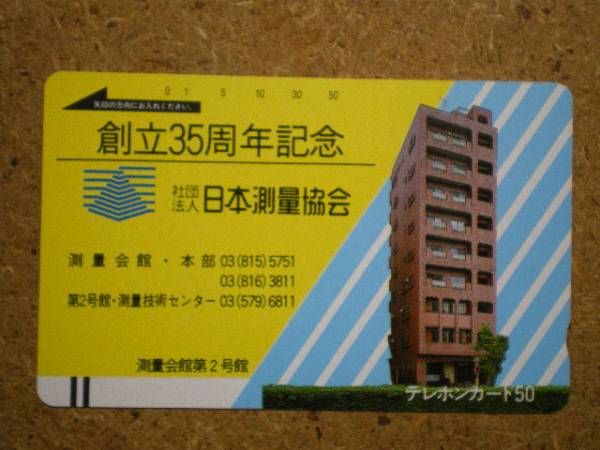 0 1 5 10 30 50
矢印の方向にお入れください。
創立35周年記念
社団法人 日本測量協会
測量会館・本部 03(815)5751
03(816)3811
第2号館・測量技術センター 03(579)6811
測量会館第2号館
テレホンカード50